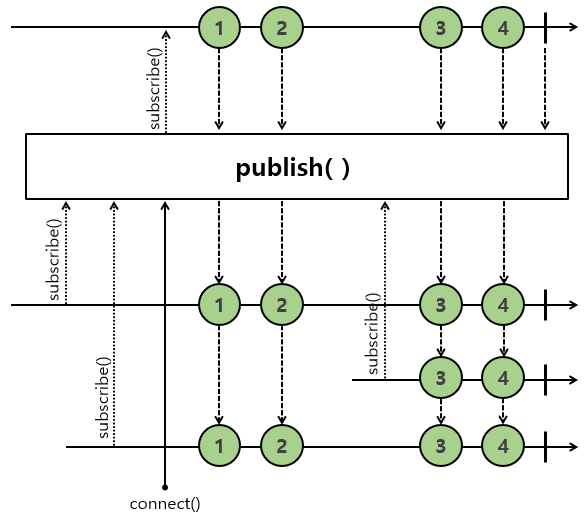 1 2 3 4
subscribe()
publish( )
subscribe()
1 2 3 4
subscribe()
3 4
subscribe()
1 2 3 4
connect()